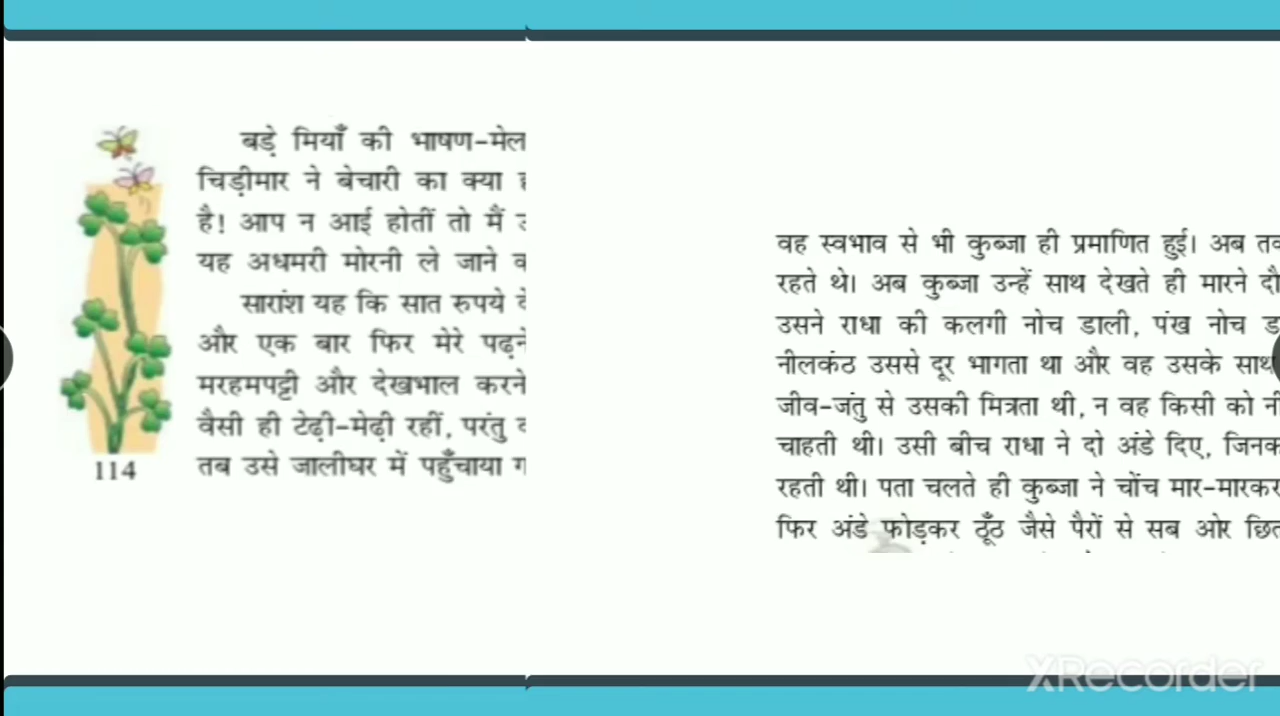 बड़े मियाँ की भाषण-मेल
चिड़ीमार ने बेचारी का क्या
है! आप न आई होतीं तो मैं
यह अधमरी मोरनी ले जाने
सारांश यह कि सात रुपये
और एक बार फिर मेरे पढ़ने
मरहमपट्टी और देखभाल करने
वैसी ही टेढ़ी-मेढ़ी रहीं, परंतु
तब उसे जालीघर में पहुँचाया
114
वह स्वभाव से भी कुब्जा ही प्रमाणित हुई। अब
रहते थे। अब कुब्जा उन्हें साथ देखते ही मारने दौ
उसने राधा की कलगी नोच डाली, पंख नोच
नीलकंठ उससे दूर भागता था और वह उसके साथ
जीव-जंतु से उसकी मित्रता थी, न वह किसी को
चाहती थी। उसी बीच राधा ने दो अंडे दिए, जिनक
रहती थी। पता चलते ही कुब्जा ने चोंच मार-मारकर
फिर अंडे फोड़कर ठूँठ जैसे पैरों से सब ओर
XRecorder